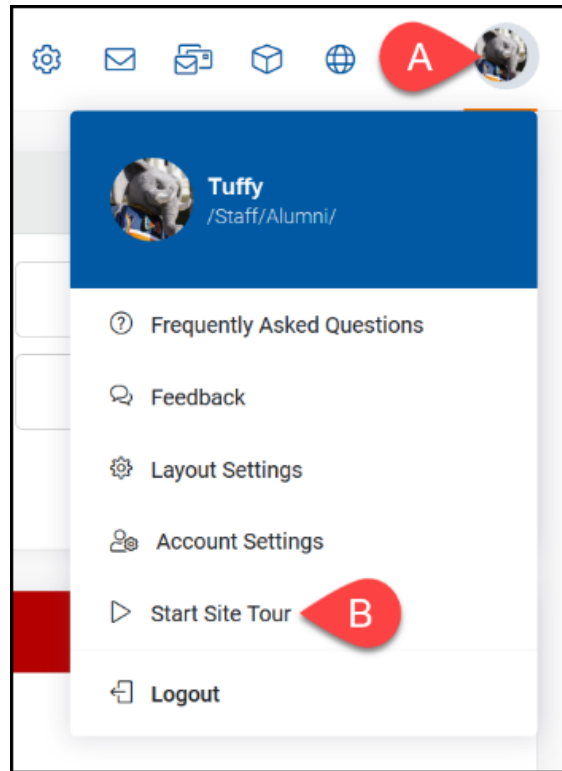 A
Tuffy
/Staff/Alumni/
Frequently Asked Questions
Feedback
Layout Settings
Account Settings
Start Site Tour
B
Logout